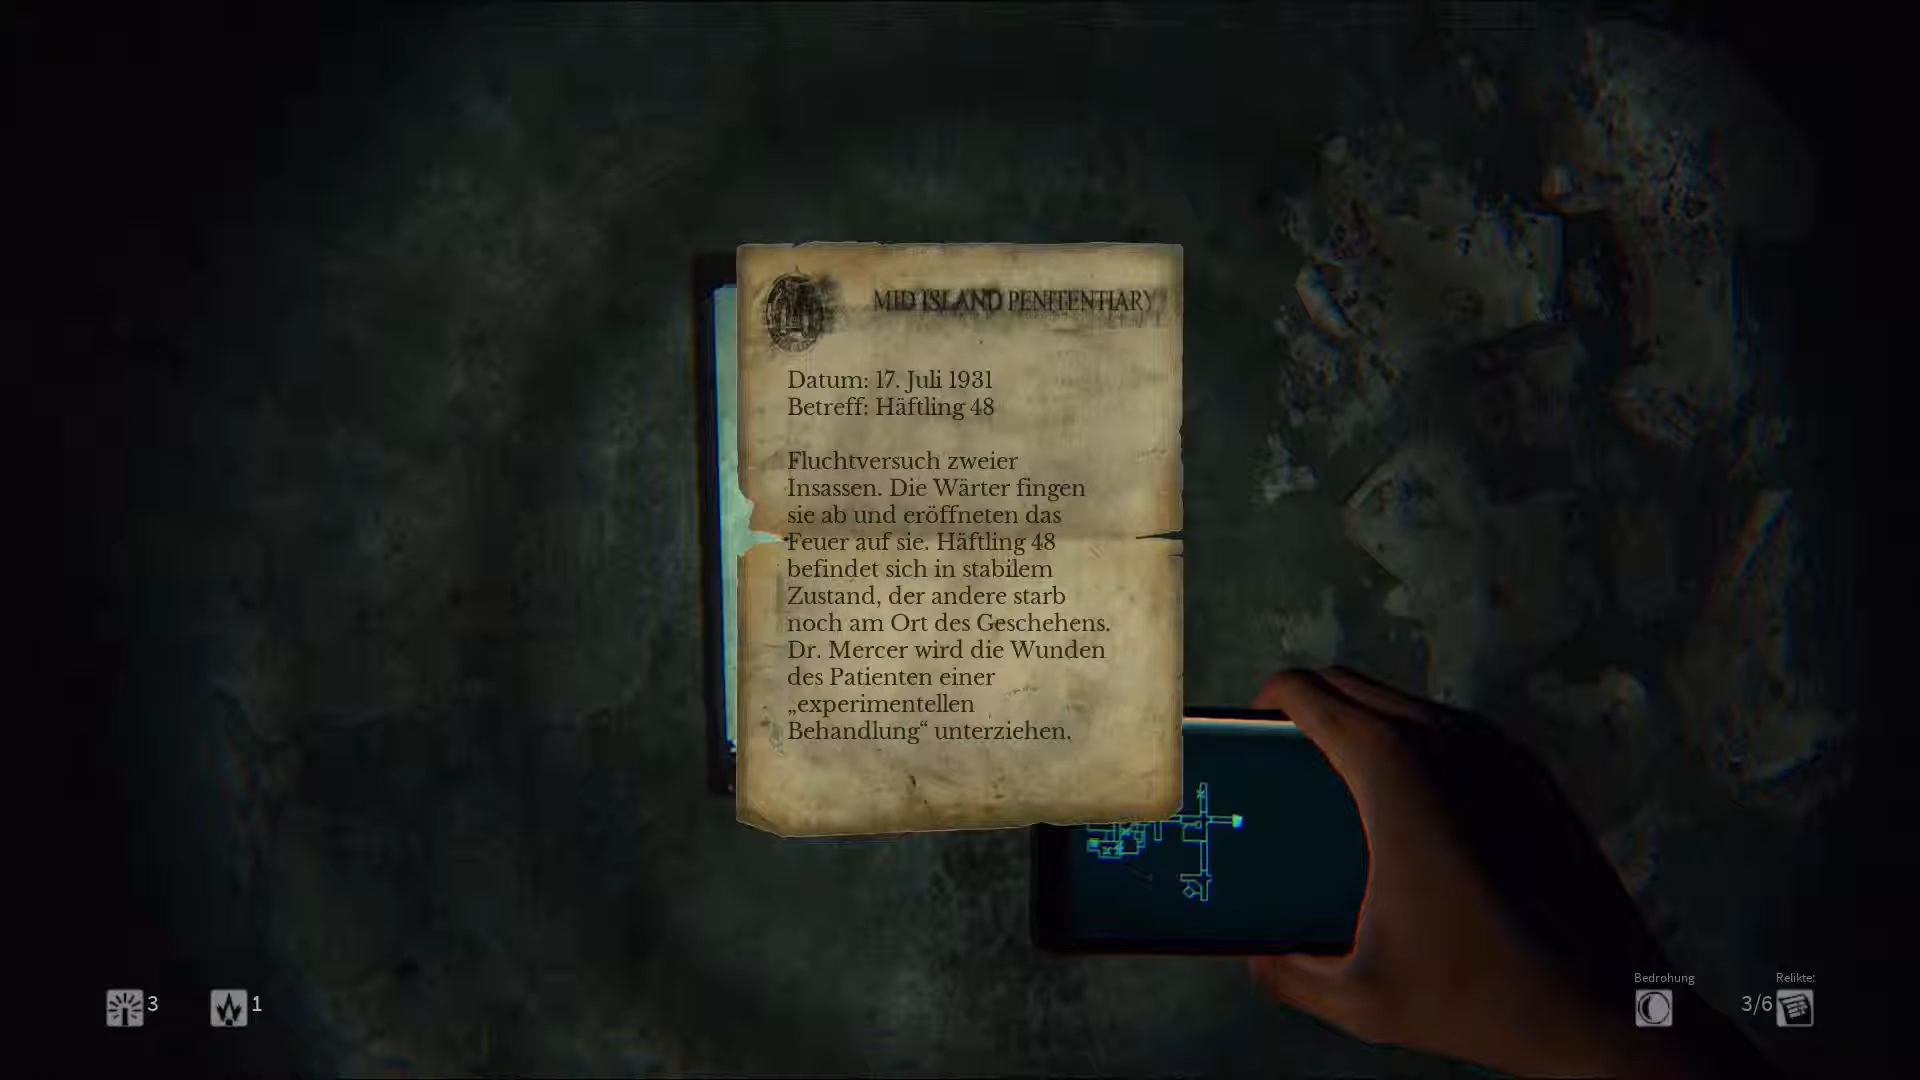 MID ISLAND PENITENTIARY
Datum: 17. Juli 1931
Betreff: Häftling 48
Fluchtversuch zweier
Insassen. Die Wärter fingen
sie ab und eröffneten das
Feuer auf sie. Häftling 48
befindet sich in stabilem
Zustand, der andere starb
noch am Ort des Geschehens.
Dr. Mercer wird die Wunden
des Patienten einer
„experimentellen
Behandlung“ unterziehen.
3
1
Bedrohung
Relikte:
3/6